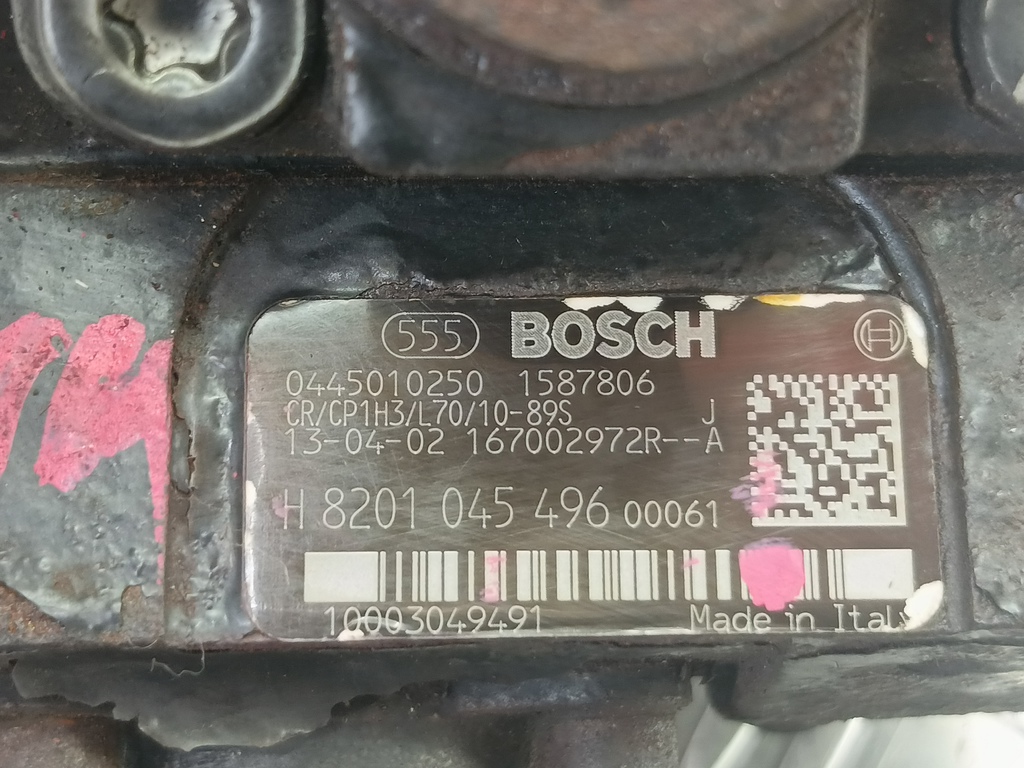 555 BOSCH H
0445010250 1587806
CR/CP1H3/L70/10-89S J
13-04-02 167002972R--A
H 8201 045 496 00061
10003049491 Made in Italy